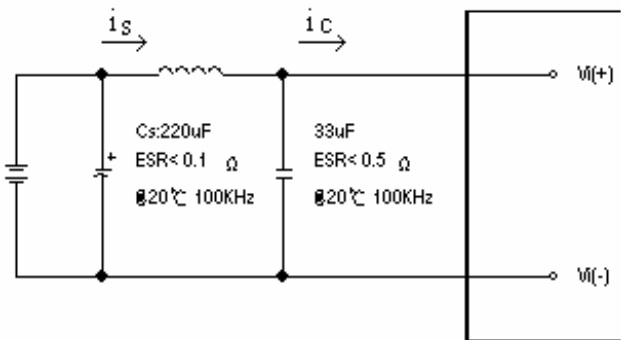 is
ic
Vi(+)
Cs:220uF
ESR<0.1 Ω
@20℃ 100KHz
+
33uF
ESR<0.5 Ω
@20℃ 100KHz
Vi(-)